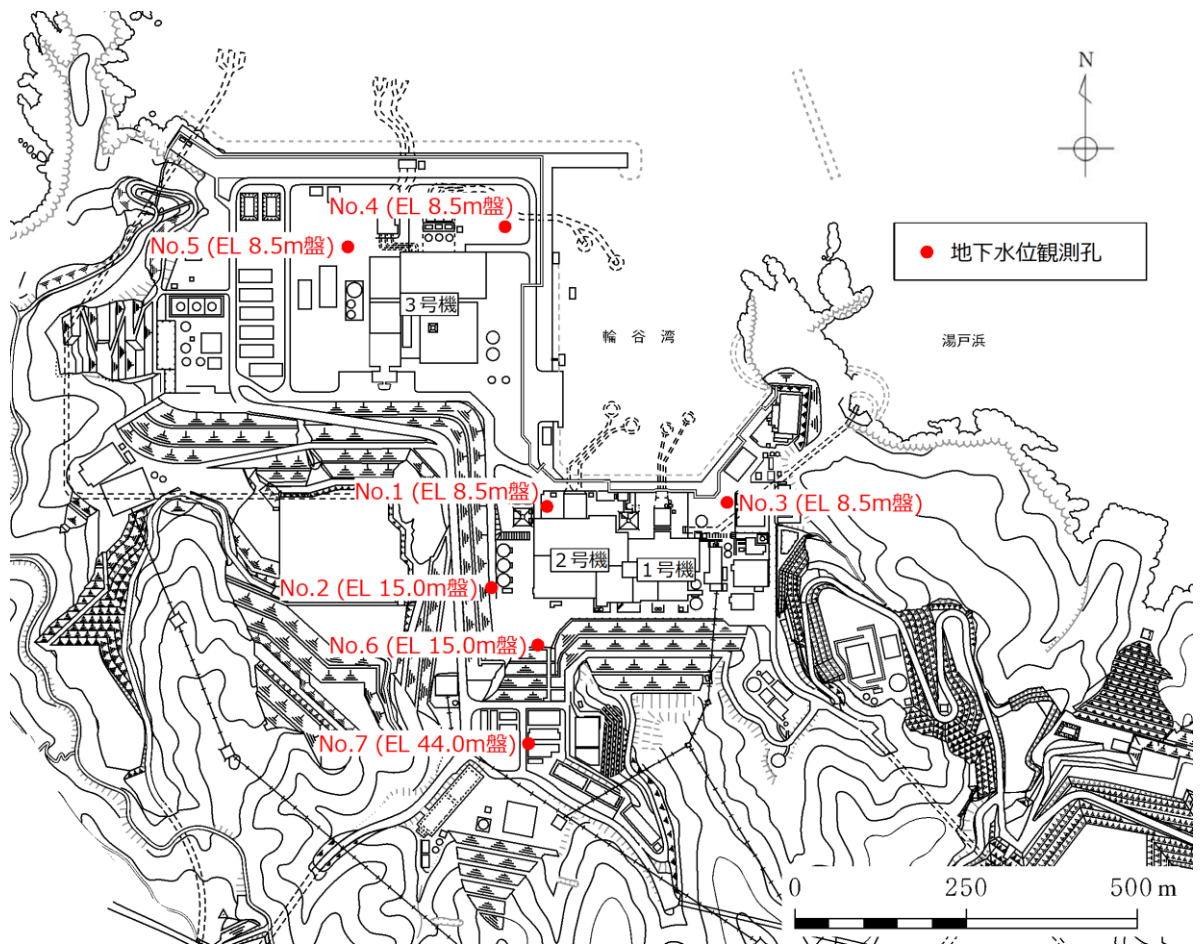 N
No.4 (EL 8.5m盤)
No.5 (EL 8.5m盤)
地下水位観測孔
3号機
輪谷湾
湯戸浜
No.1 (EL 8.5m盤)
No.3 (EL 8.5m盤)
2号機
1号機
No.2 (EL 15.0m盤)
No.6 (EL 15.0m盤)
No.7 (EL 44.0m盤)
0 250 500 m